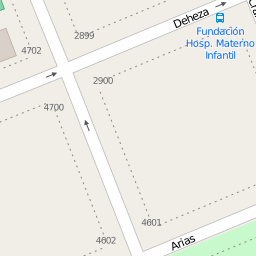 Deheza
Fundación
Hosp. Materno
Infantil
2899
4702
2900
4700
4601
4602
Arias